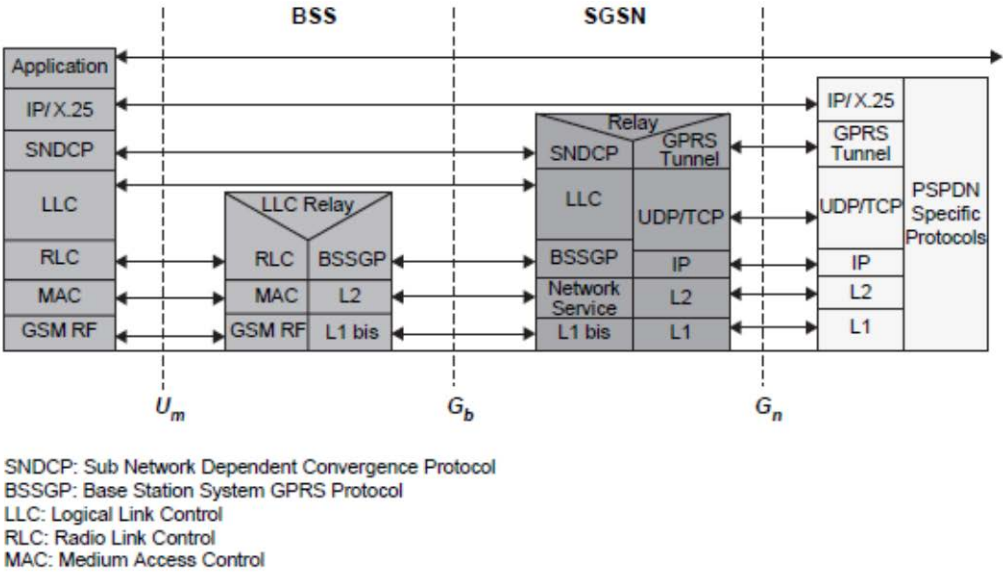 BSS
SGSN
Application
IP/X.25
SNDCP
LLC
RLC
MAC
GSM RF
LLC Relay
RLC
BSSGP
MAC
L2
GSM RF
L1 bis
Relay
SNDCP
GPRS
Tunnel
LLC
UDP/TCP
BSSGP
IP
Network
Service
L2
L1 bis
L1
IP/X.25
GPRS
Tunnel
UDP/TCP
IP
L2
L1
PSPDN
Specific
Protocols
Um
Gb
Gn
SNDCP: Sub Network Dependent Convergence Protocol
BSSGP: Base Station System GPRS Protocol
LLC: Logical Link Control
RLC: Radio Link Control
MAC: Medium Access Control